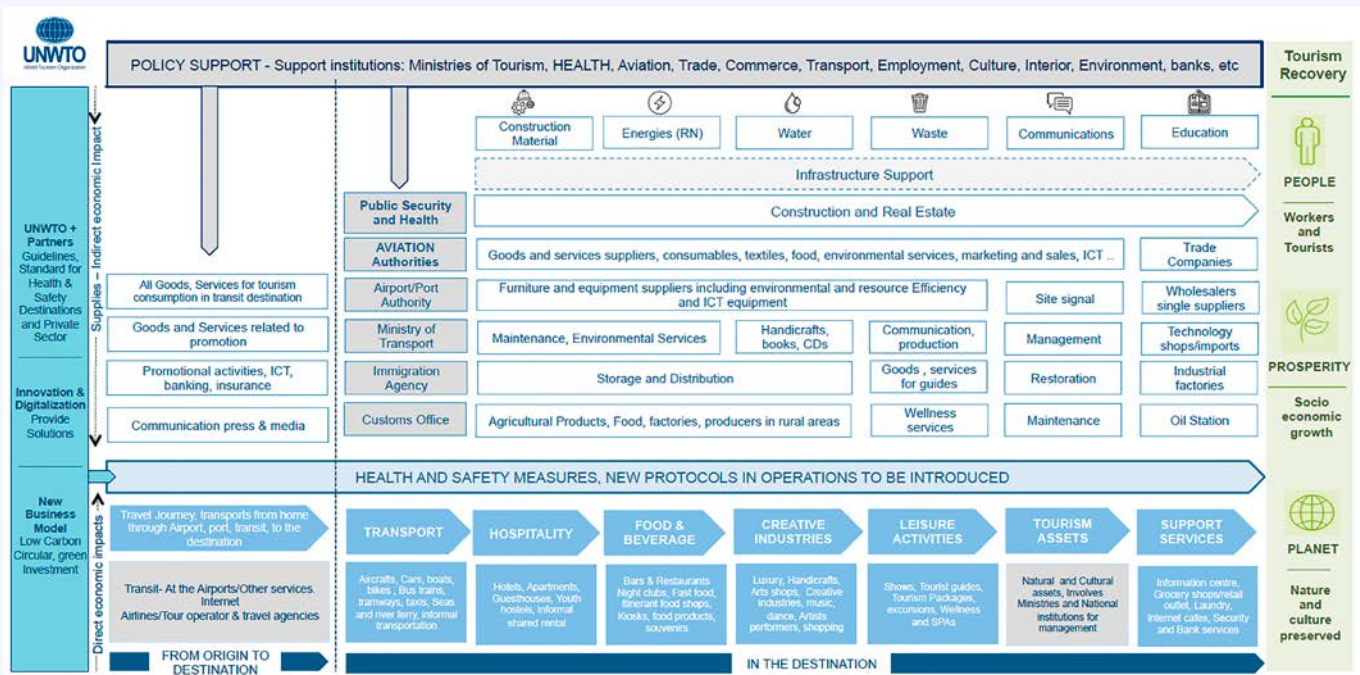 UNWTO
World Tourism Organization
POLICY SUPPORT - Support institutions: Ministries of Tourism, HEALTH, Aviation, Trade, Commerce, Transport, Employment, Culture, Interior, Environment, banks, etc
Tourism
Recovery
Supplies – Indirect economic Impact
Construction
Material
Energies (RN)
Water
Waste
Communications
Education
Infrastructure Support
Public Security
and Health
Construction and Real Estate
PEOPLE
Workers
and
Tourists
UNWTO +
Partners
Guidelines,
Standard for
Health &
Safety
Destinations
and Private
Sector
AVIATION
Authorities
Goods and services suppliers, consumables, textiles, food, environmental services, marketing and sales, ICT ..
Trade
Companies
All Goods, Services for tourism
consumption in transit destination
Airport/Port
Authority
Furniture and equipment suppliers including environmental and resource Efficiency
and ICT equipment
Site signal
Wholesalers
single suppliers
Goods and Services related to
promotion
Ministry of
Transport
Maintenance, Environmental Services
Handicrafts,
books, CDs
Communication,
production
Management
Technology
shops/imports
PROSPERITY
Socio
economic
growth
Innovation &
Digitalization
Provide
Solutions
Promotional activities, ICT,
banking, insurance
Immigration
Agency
Storage and Distribution
Goods , services
for guides
Restoration
Industrial
factories
Communication press & media
Customs Office
Agricultural Products, Food, factories, producers in rural areas
Wellness
services
Maintenance
Oil Station
HEALTH AND SAFETY MEASURES, NEW PROTOCOLS IN OPERATIONS TO BE INTRODUCED
New
Business
Model
Low Carbon
Circular, green
Investment
Direct economic impacts
Travel Journey, transports from home
through Airport, port, transit, to the
destination
TRANSPORT
HOSPITALITY
FOOD &
BEVERAGE
CREATIVE
INDUSTRIES
LEISURE
ACTIVITIES
TOURISM
ASSETS
SUPPORT
SERVICES
PLANET
Nature
and
culture
preserved
Transit- At the Airports/Other services.
Internet
Airlines/Tour operator & travel agencies
Aircrafts, Cars, boats,
bikes , Bus trains,
tramways, taxis, Seas
and river ferry, Informal
transportation
Hotels, Apartments,
Guesthouses, Youth
hostels, Informal
shared rental
Bars & Restaurants
Night clubs, Fast food,
Itinerant food shops,
Kiosks, food products,
souvenirs
Luxury, Handicrafts,
Arts shops, Creative
industries, music,
dance, Artists
performers, shopping
Shows, Tourist guides,
Tourism Packages,
excursions, Wellness
and SPAs
Natural and Cultural
assets, Involves
Ministries and National
institutions for
management
Information centre,
Grocery shops/retail
outlet, Laundry,
Internet cafes, Security
and Bank services
FROM ORIGIN TO
DESTINATION
IN THE DESTINATION